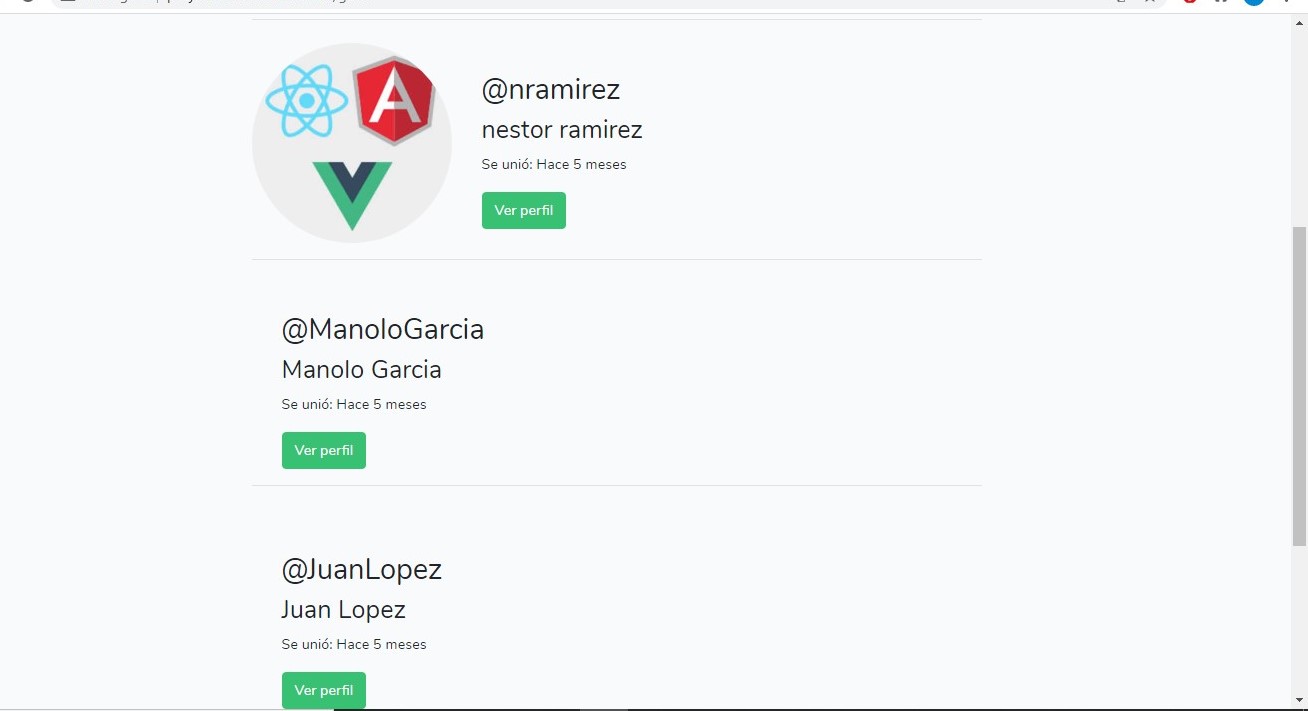 @nramirez
nestor ramirez
Se unió: Hace 5 meses
Ver perfil
@ManoloGarcia
Manolo Garcia
Se unió: Hace 5 meses
Ver perfil
@JuanLopez
Juan Lopez
Se unió: Hace 5 meses
Ver perfil